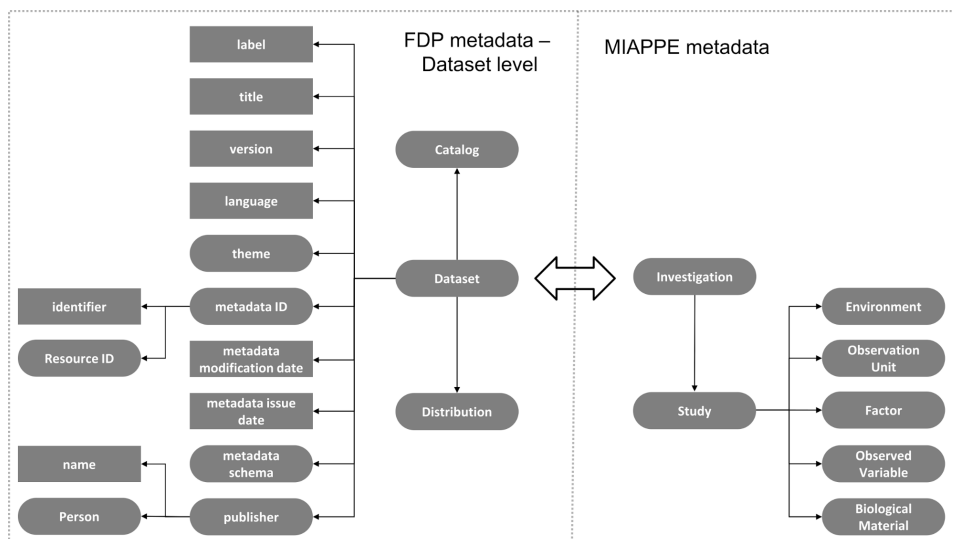 FDP metadata –
Dataset level
MIAPPE metadata
label
title
version
language
theme
metadata ID
identifier
Resource ID
metadata
modification date
metadata issue
date
metadata
schema
publisher
name
Person
Catalog
Dataset
Distribution
Investigation
Study
Environment
Observation
Unit
Factor
Observed
Variable
Biological
Material